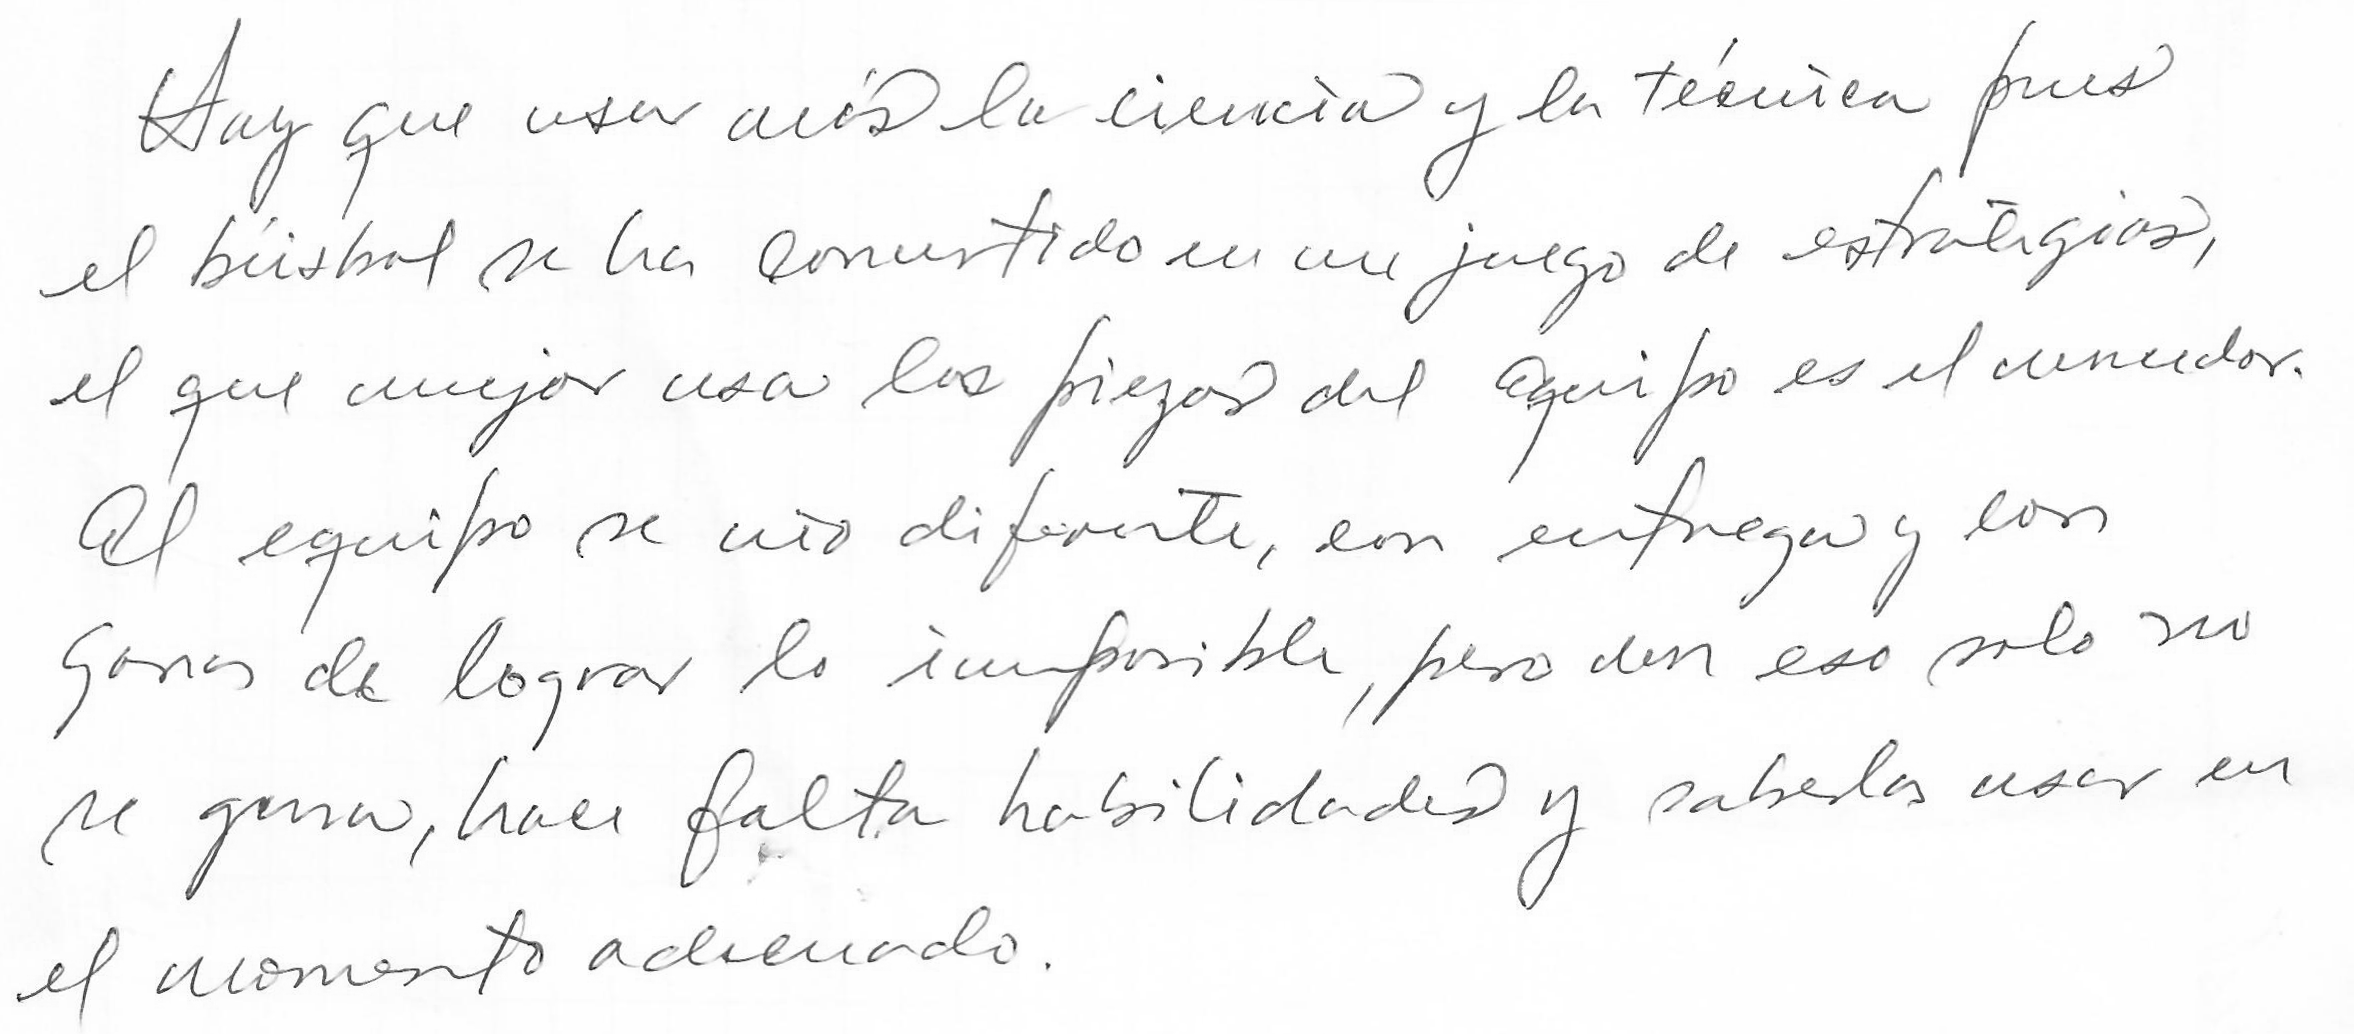 Hay que usar más la ciencia y la técnica pues
el béisbol se ha convertido en un juego de estrategias,
el que mejor usa las piezas del equipo es el vencedor.
Al equipo se vio diferente, con entrega y con
ganas de lograr lo imposible, pero con eso solo no
se gana, hace falta habilidades y saberlas usar en
el momento adecuado.